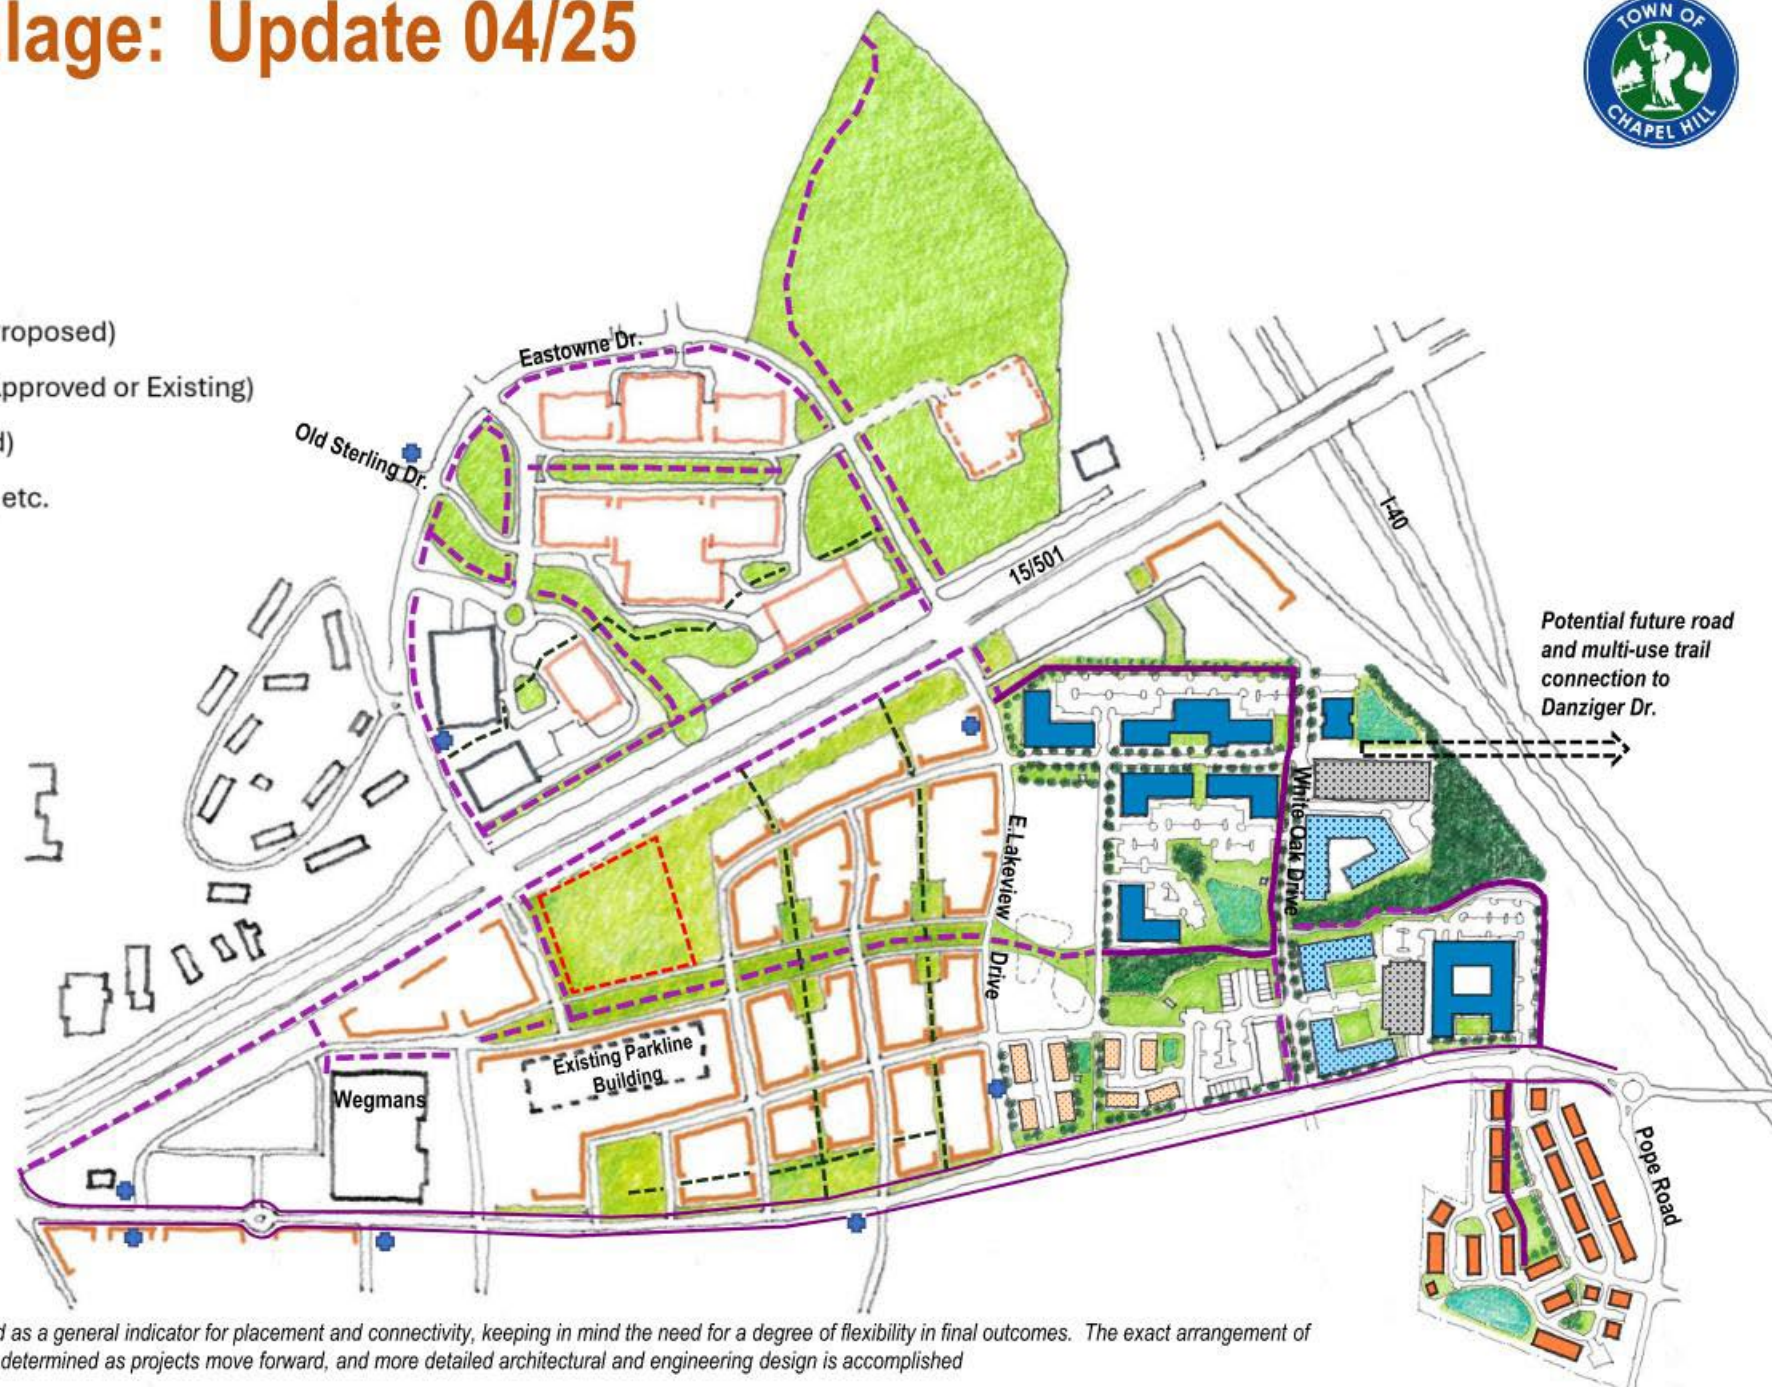 lage: Update 04/25
TOWN OF
CHAPEL HILL
roposed)
Approved or Existing)
d)
etc.
Eastowne Dr.
Old Sterling Dr.
I-40
15/501
Potential future road
and multi-use trail
connection to
Danziger Dr.
White Oak Drive
E.Lakeview Drive
Existing Parkline
Building
Wegmans
Pope Road
d as a general indicator for placement and connectivity, keeping in mind the need for a degree of flexibility in final outcomes. The exact arrangement of
determined as projects move forward, and more detailed architectural and engineering design is accomplished